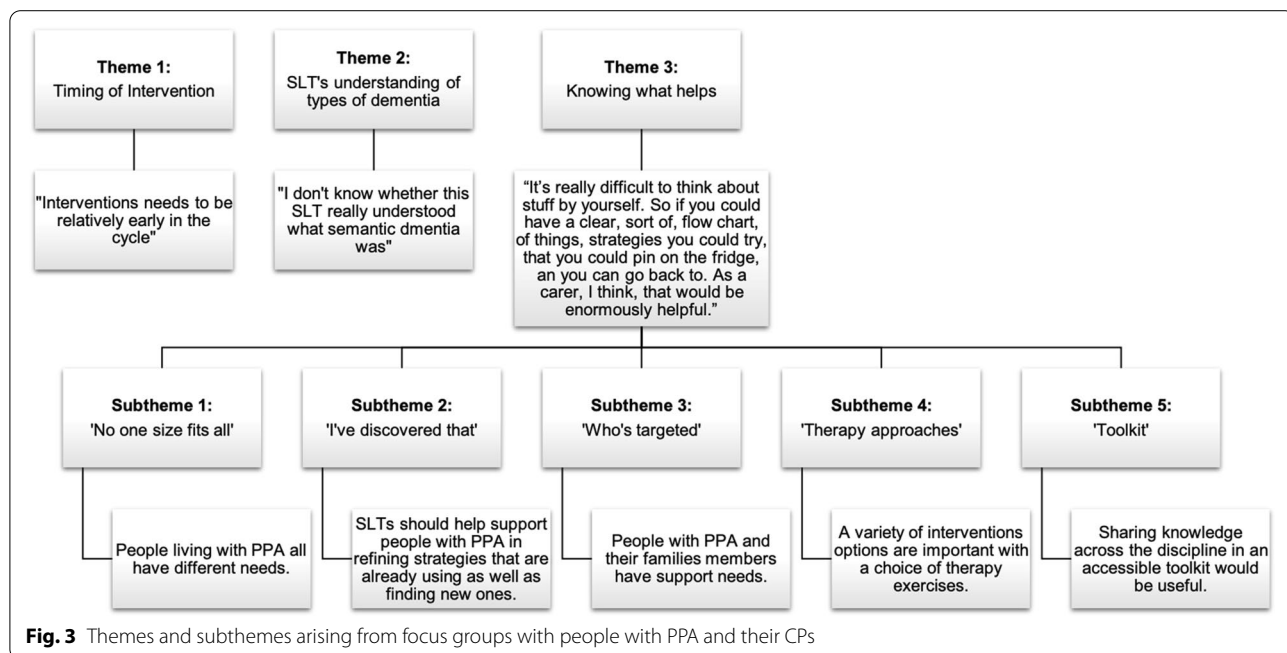 Theme 1:
Timing of Intervention
Theme 2:
SLT's understanding of
types of dementia
Theme 3:
Knowing what helps
"Interventions needs to be
relatively early in the
cycle"
"I don't know whether this
SLT really understood
what semantic dmentia
was"
“It’s really difficult to think about
stuff by yourself. So if you could
have a clear, sort of, flow chart,
of things, strategies you could try,
that you could pin on the fridge,
an you can go back to. As a
carer, I think, that would be
enormously helpful.”
Subtheme 1:
'No one size fits all'
Subtheme 2:
'I've discovered that'
Subtheme 3:
'Who's targeted'
Subtheme 4:
'Therapy approaches'
Subtheme 5:
'Toolkit'
People living with PPA all
have different needs.
SLTs should help support
people with PPA in
refining strategies that are
already using as well as
finding new ones.
People with PPA and
their families members
have support needs.
A variety of interventions
options are important with
a choice of therapy
exercises.
Sharing knowledge
across the discipline in an
accessible toolkit would
be useful.
Fig. 3 Themes and subthemes arising from focus groups with people with PPA and their CPs